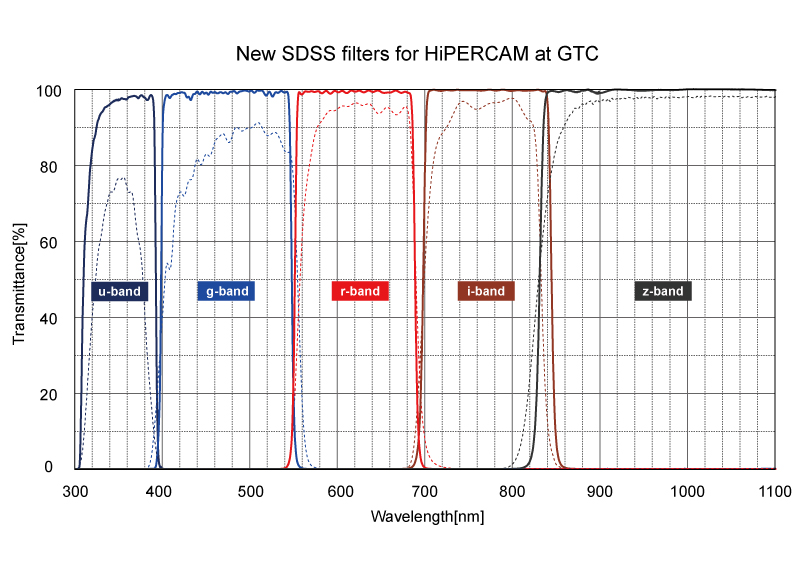 New SDSS filters for HiPERCAM at GTC
100
80
60
40
20
0
Transmittance[%]
u-band
g-band
r-band
i-band
z-band
300 400 500 600 700 800 900 1000 1100
Wavelength[nm]